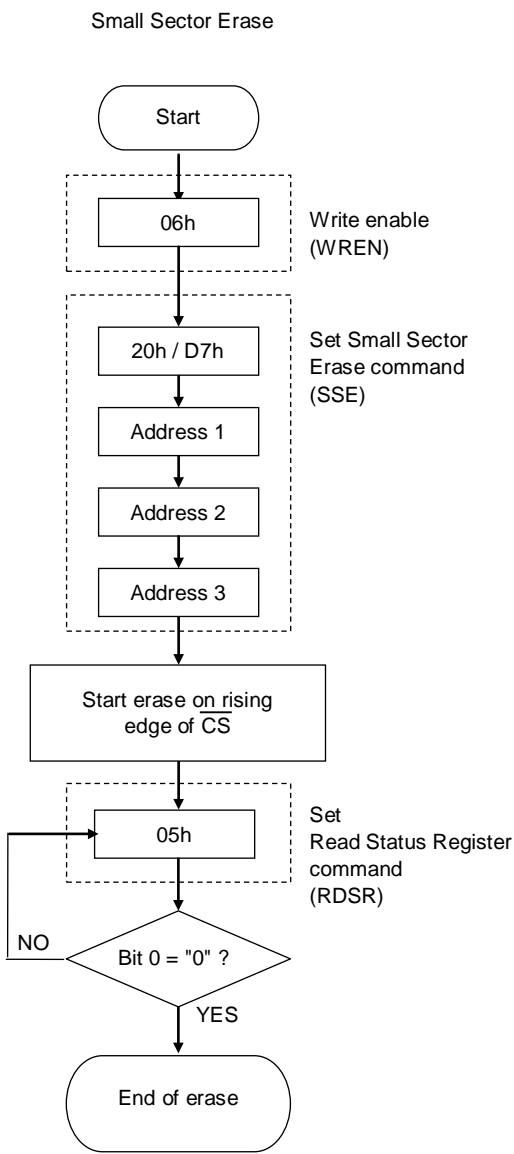 Small Sector Erase
Start
06h
Write enable
(WREN)
20h / D7h
Set Small Sector
Erase command
(SSE)
Address 1
Address 2
Address 3
Start erase on rising
edge of C̅S̅
05h
Set
Read Status Register
command
(RDSR)
NO
Bit 0 = "0" ?
YES
End of erase